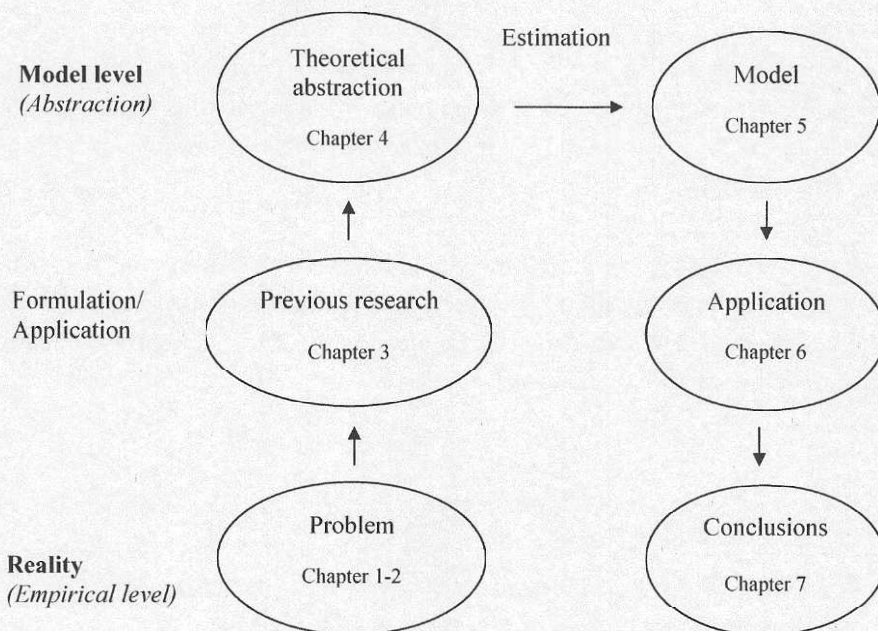 Model level
(Abstraction)
Theoretical
abstraction
Chapter 4
Estimation
Model
Chapter 5
Formulation/
Application
Previous research
Chapter 3
Application
Chapter 6
Reality
(Empirical level)
Problem
Chapter 1-2
Conclusions
Chapter 7